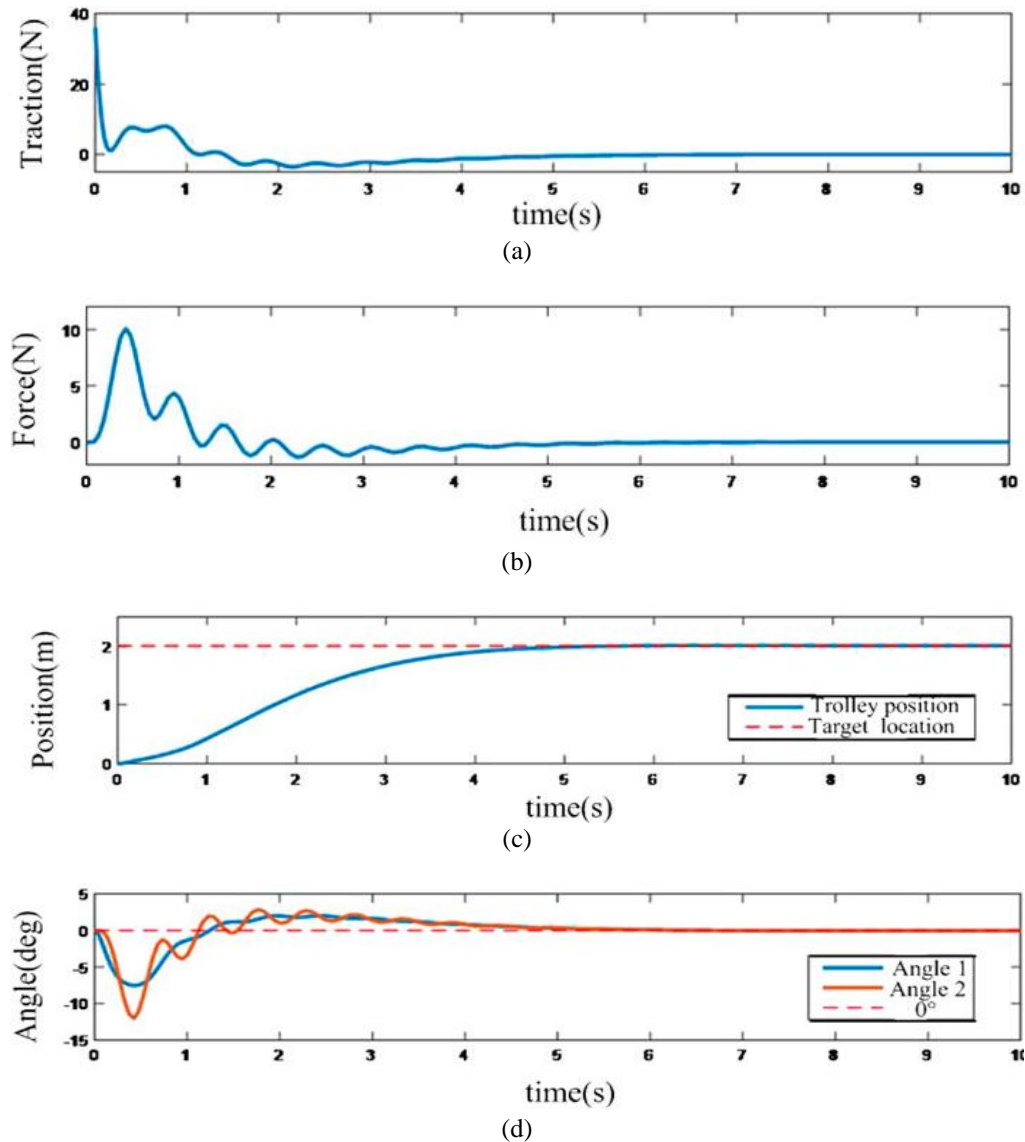 40
20
0
Traction(N)
0 1 2 3 4 5 6 7 8 9 10
time(s)
(a)
10
5
0
Force(N)
0 1 2 3 4 5 6 7 8 9 10
time(s)
(b)
2
1
0
Position(m)
Trolley position
Target location
0 1 2 3 4 5 6 7 8 9 10
time(s)
(c)
5
0
-5
-10
-15
Angle(deg)
Angle 1
Angle 2
0°
0 1 2 3 4 5 6 7 8 9 10
time(s)
(d)